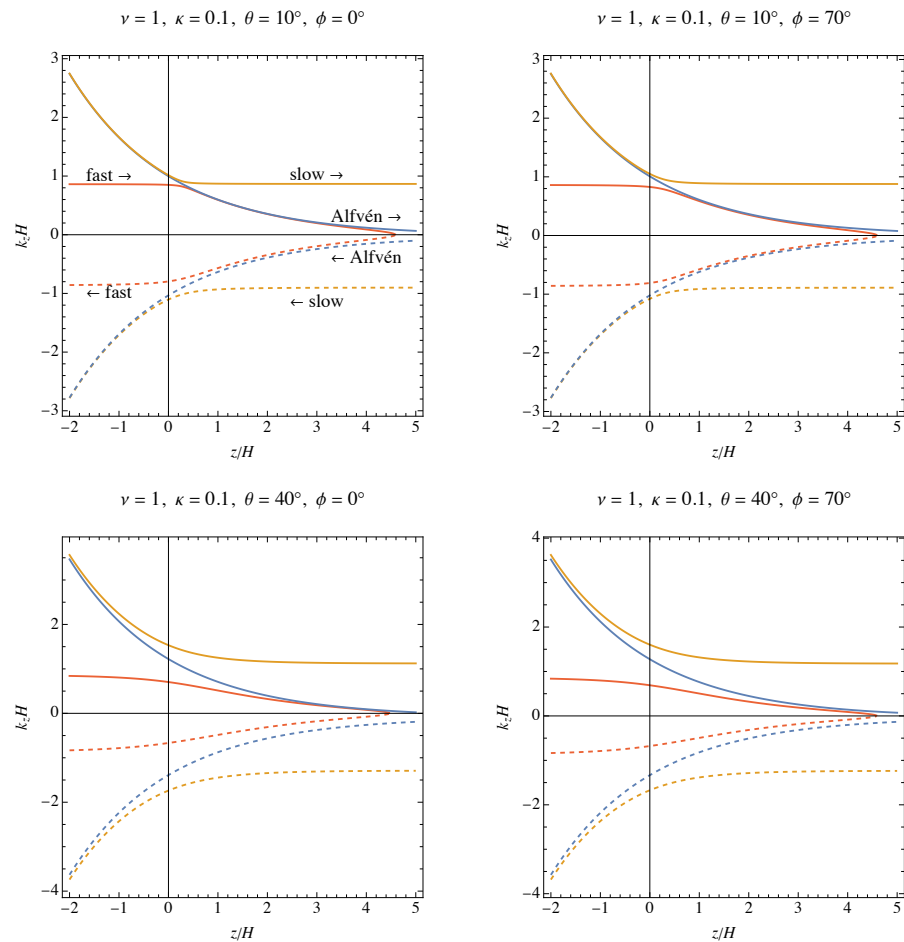 ν = 1, κ = 0.1, θ = 10°, ϕ = 0°
3
2
1
0
-1
-2
-3
k_z H
fast →
slow →
Alfvén →
← Alfvén
← fast
← slow
-2 -1 0 1 2 3 4 5
z/H
ν = 1, κ = 0.1, θ = 10°, ϕ = 70°
3
2
1
0
-1
-2
-3
k_z H
-2 -1 0 1 2 3 4 5
z/H
ν = 1, κ = 0.1, θ = 40°, ϕ = 0°
2
0
-2
-4
k_z H
-2 -1 0 1 2 3 4 5
z/H
ν = 1, κ = 0.1, θ = 40°, ϕ = 70°
4
2
0
-2
-4
k_z H
-2 -1 0 1 2 3 4 5
z/H